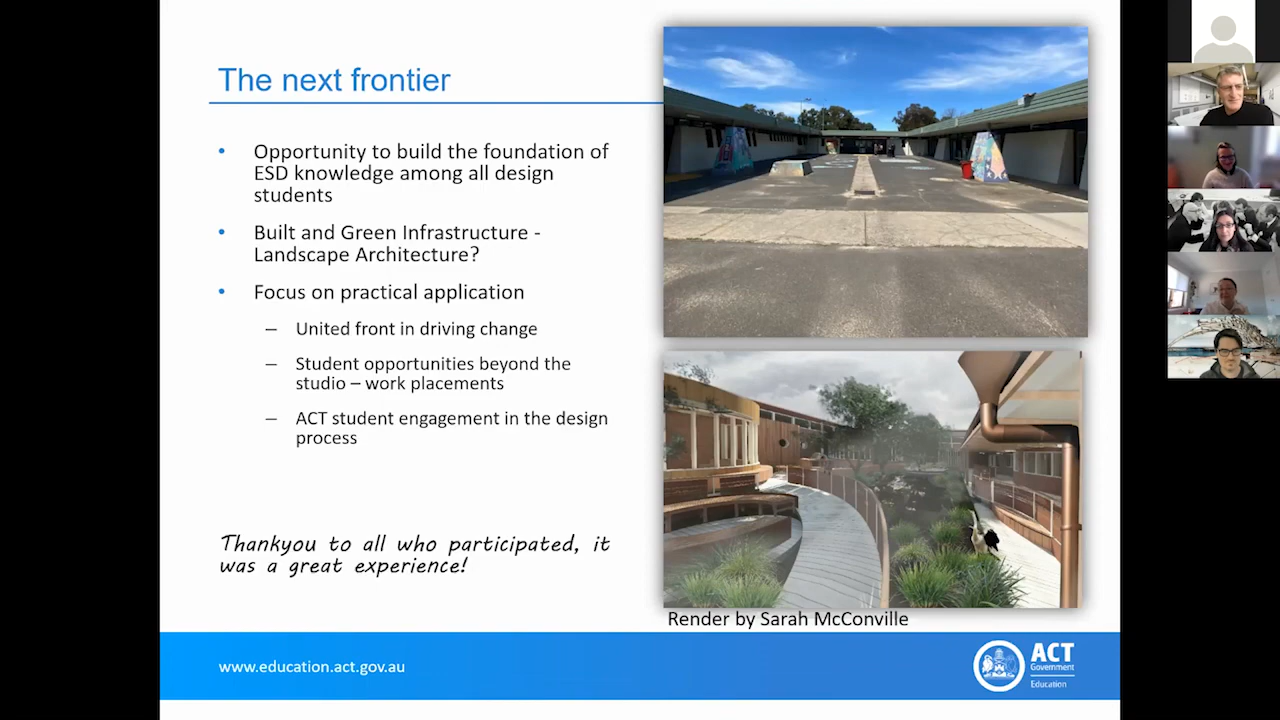 The next frontier
• Opportunity to build the foundation of
ESD knowledge among all design
students
• Built and Green Infrastructure -
Landscape Architecture?
• Focus on practical application
– United front in driving change
– Student opportunities beyond the
studio – work placements
– ACT student engagement in the design
process
Thankyou to all who participated, it
was a great experience!
Render by Sarah McConville
www.education.act.gov.au
ACT
Government
Education